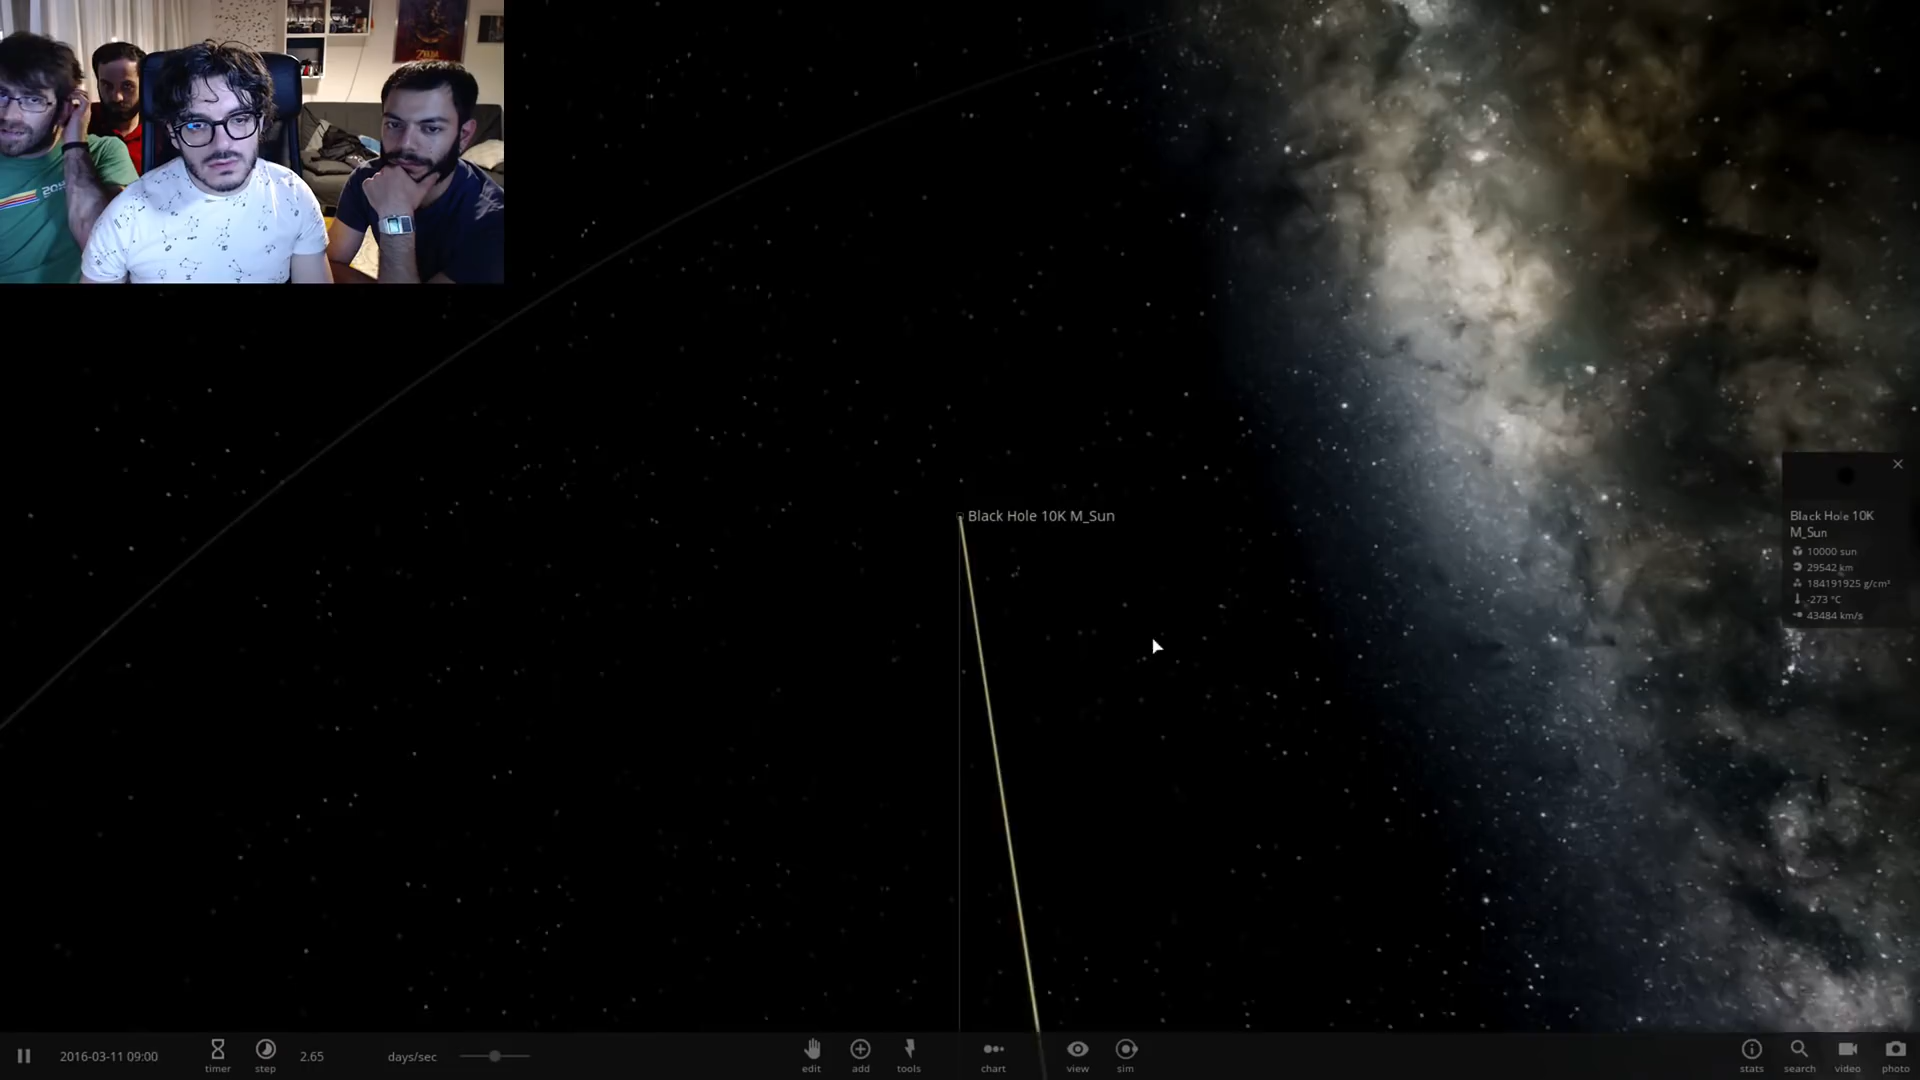 ZELDA
Black Hole 10K M_Sun
Black Hole 10K
M_Sun
10000 sun
29542 km
184191925 g/cm³
-273 °C
43484 km/s
2016-03-11 09:00
timer
step
2.65
days/sec
edit
add
tools
chart
view
sim
stats
search
video
photo